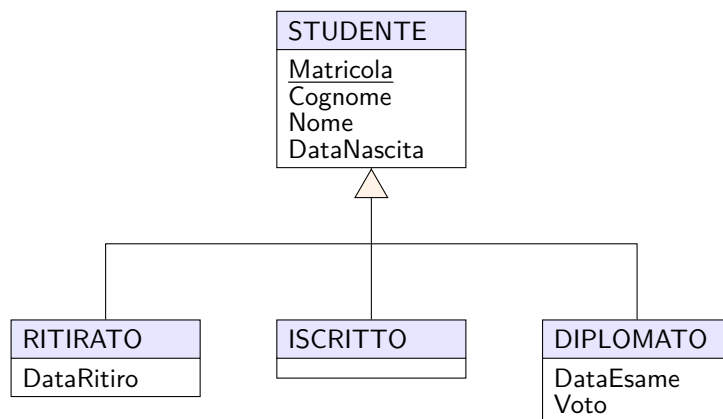 STUDENTE
Matricola
Cognome
Nome
DataNascita
RITIRATO
DataRitiro
ISCRITTO
DIPLOMATO
DataEsame
Voto